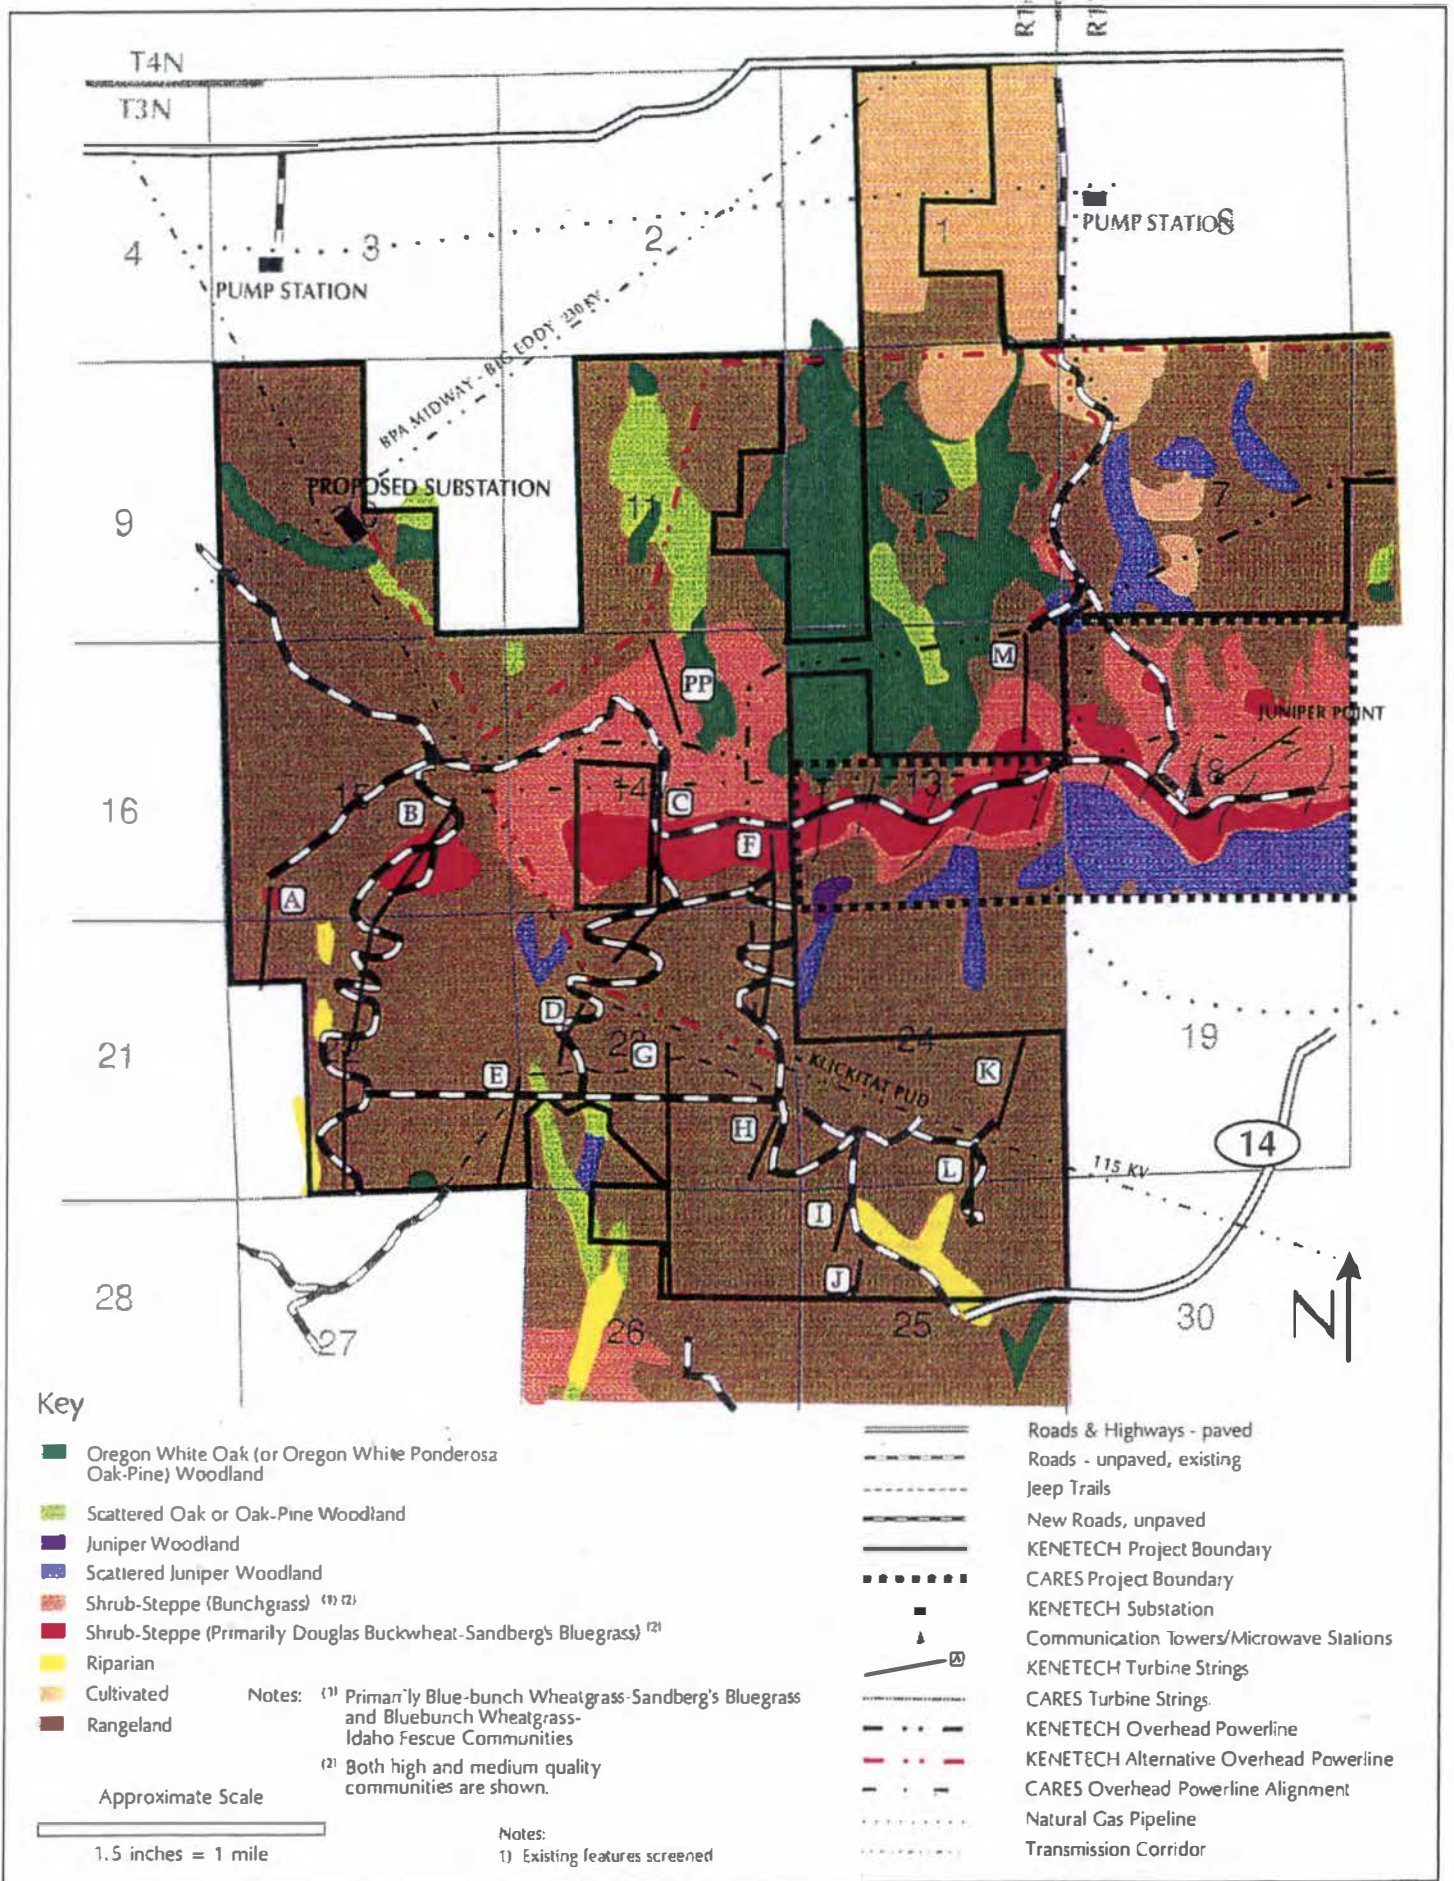 T4N
T3N
4
3
2
1
PUMP STATION
PUMP STATIONS
BPA MIDWAY - BIG EDDY 230 KV
PROPOSED SUBSTATION
9
11
12
7
PP
M
JUNIPER POINT
16
15
B
14
C
13
8
F
A
D
23
G
24
K
19
21
22
E
KLICKITAT PUD
H
L
115 KV
14
I
J
28
27
26
25
30
N
Key
Oregon White Oak (or Oregon White Ponderosa
Oak-Pine) Woodland
Scattered Oak or Oak-Pine Woodland
Juniper Woodland
Scattered Juniper Woodland
Shrub-Steppe (Bunchgrass) (1) (2)
Shrub-Steppe (Primarily Douglas Buckwheat-Sandberg's Bluegrass) (2)
Riparian
Cultivated
Rangeland
Notes: (1) Primarily Blue-bunch Wheatgrass-Sandberg's Bluegrass
and Bluebunch Wheatgrass-
Idaho Fescue Communities
(2) Both high and medium quality
communities are shown.
Approximate Scale
1.5 inches = 1 mile
Notes:
1) Existing features screened
Roads & Highways - paved
Roads - unpaved, existing
Jeep Trails
New Roads, unpaved
KENETECH Project Boundary
CARES Project Boundary
KENETECH Substation
Communication Towers/Microwave Stations
A
KENETECH Turbine Strings
CARES Turbine Strings
KENETECH Overhead Powerline
KENETECH Alternative Overhead Powerline
CARES Overhead Powerline Alignment
Natural Gas Pipeline
Transmission Corridor